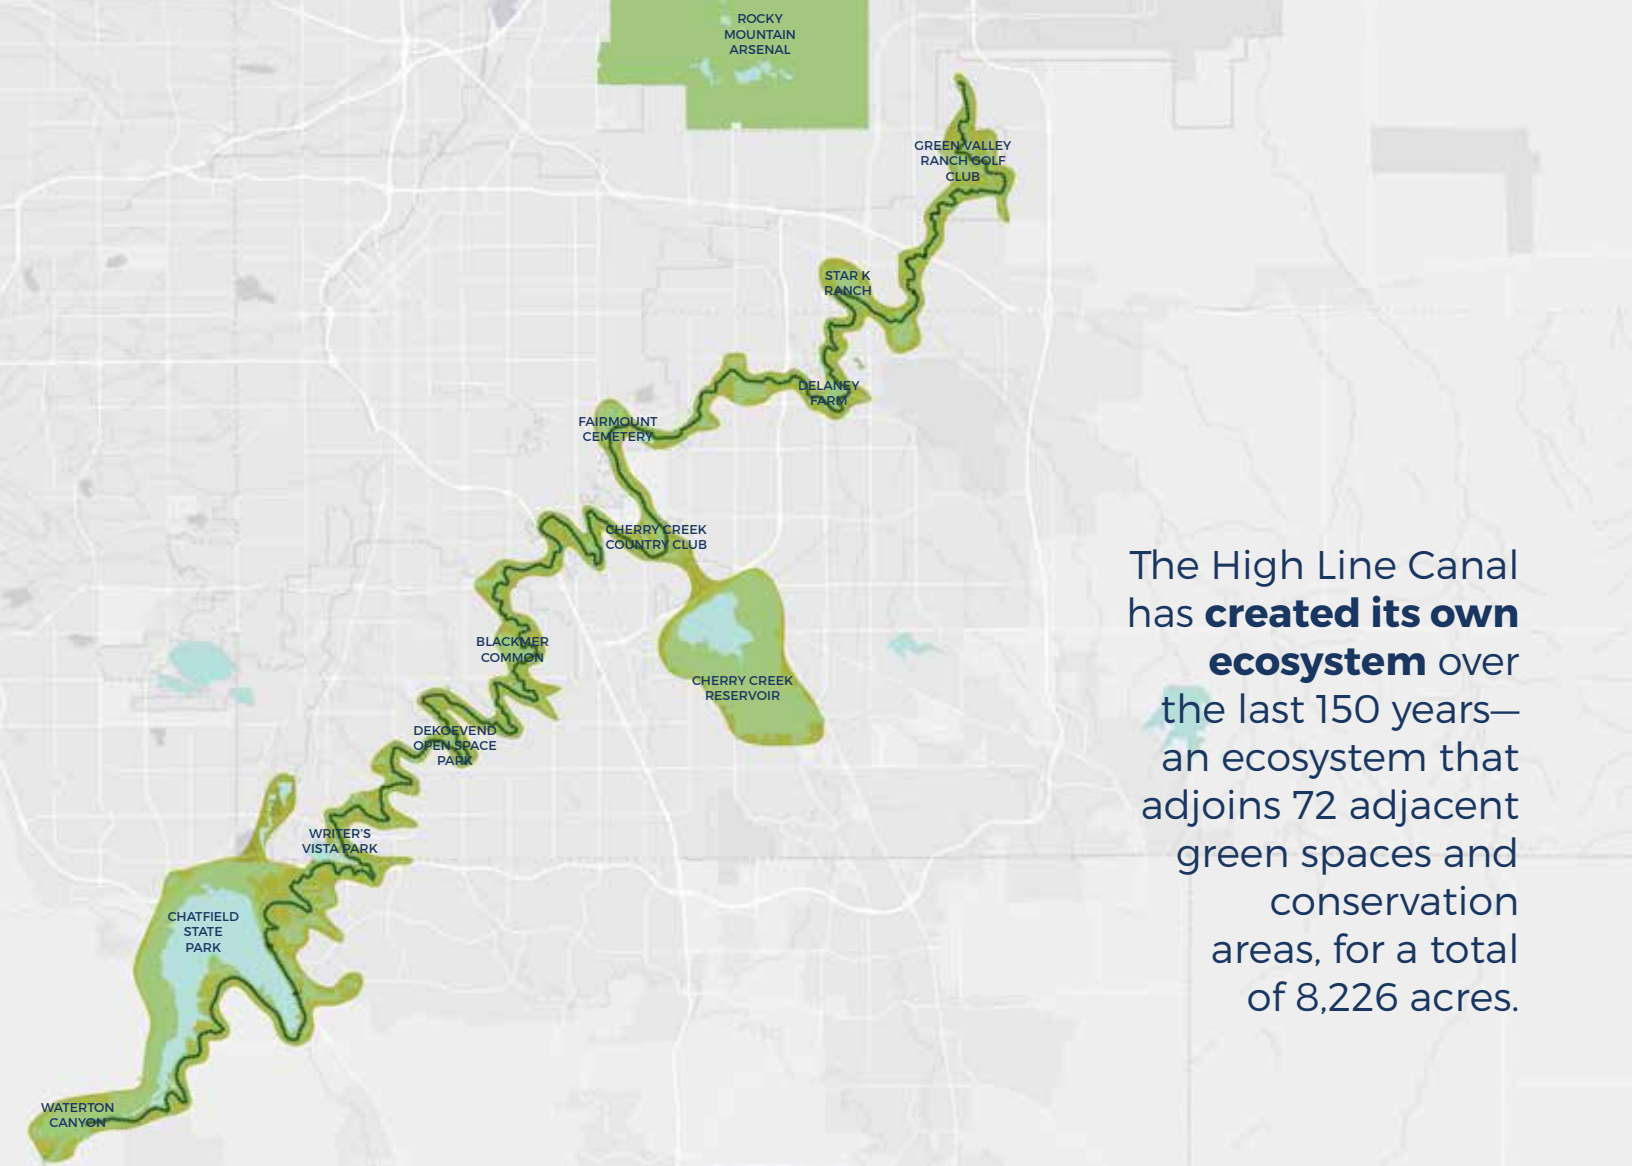 ROCKY
MOUNTAIN
ARSENAL
GREEN VALLEY
RANCH GOLF
CLUB
STAR K
RANCH
DELANEY
FARM
FAIRMOUNT
CEMETERY
CHERRY CREEK
COUNTRY CLUB
BLACKMER
COMMON
CHERRY CREEK
RESERVOIR
DEKOEVEND
OPEN SPACE
PARK
WRITER'S
VISTA PARK
CHATFIELD
STATE
PARK
WATERTON
CANYON
The High Line Canal
has created its own
ecosystem over
the last 150 years—
an ecosystem that
adjoins 72 adjacent
green spaces and
conservation
areas, for a total
of 8,226 acres.